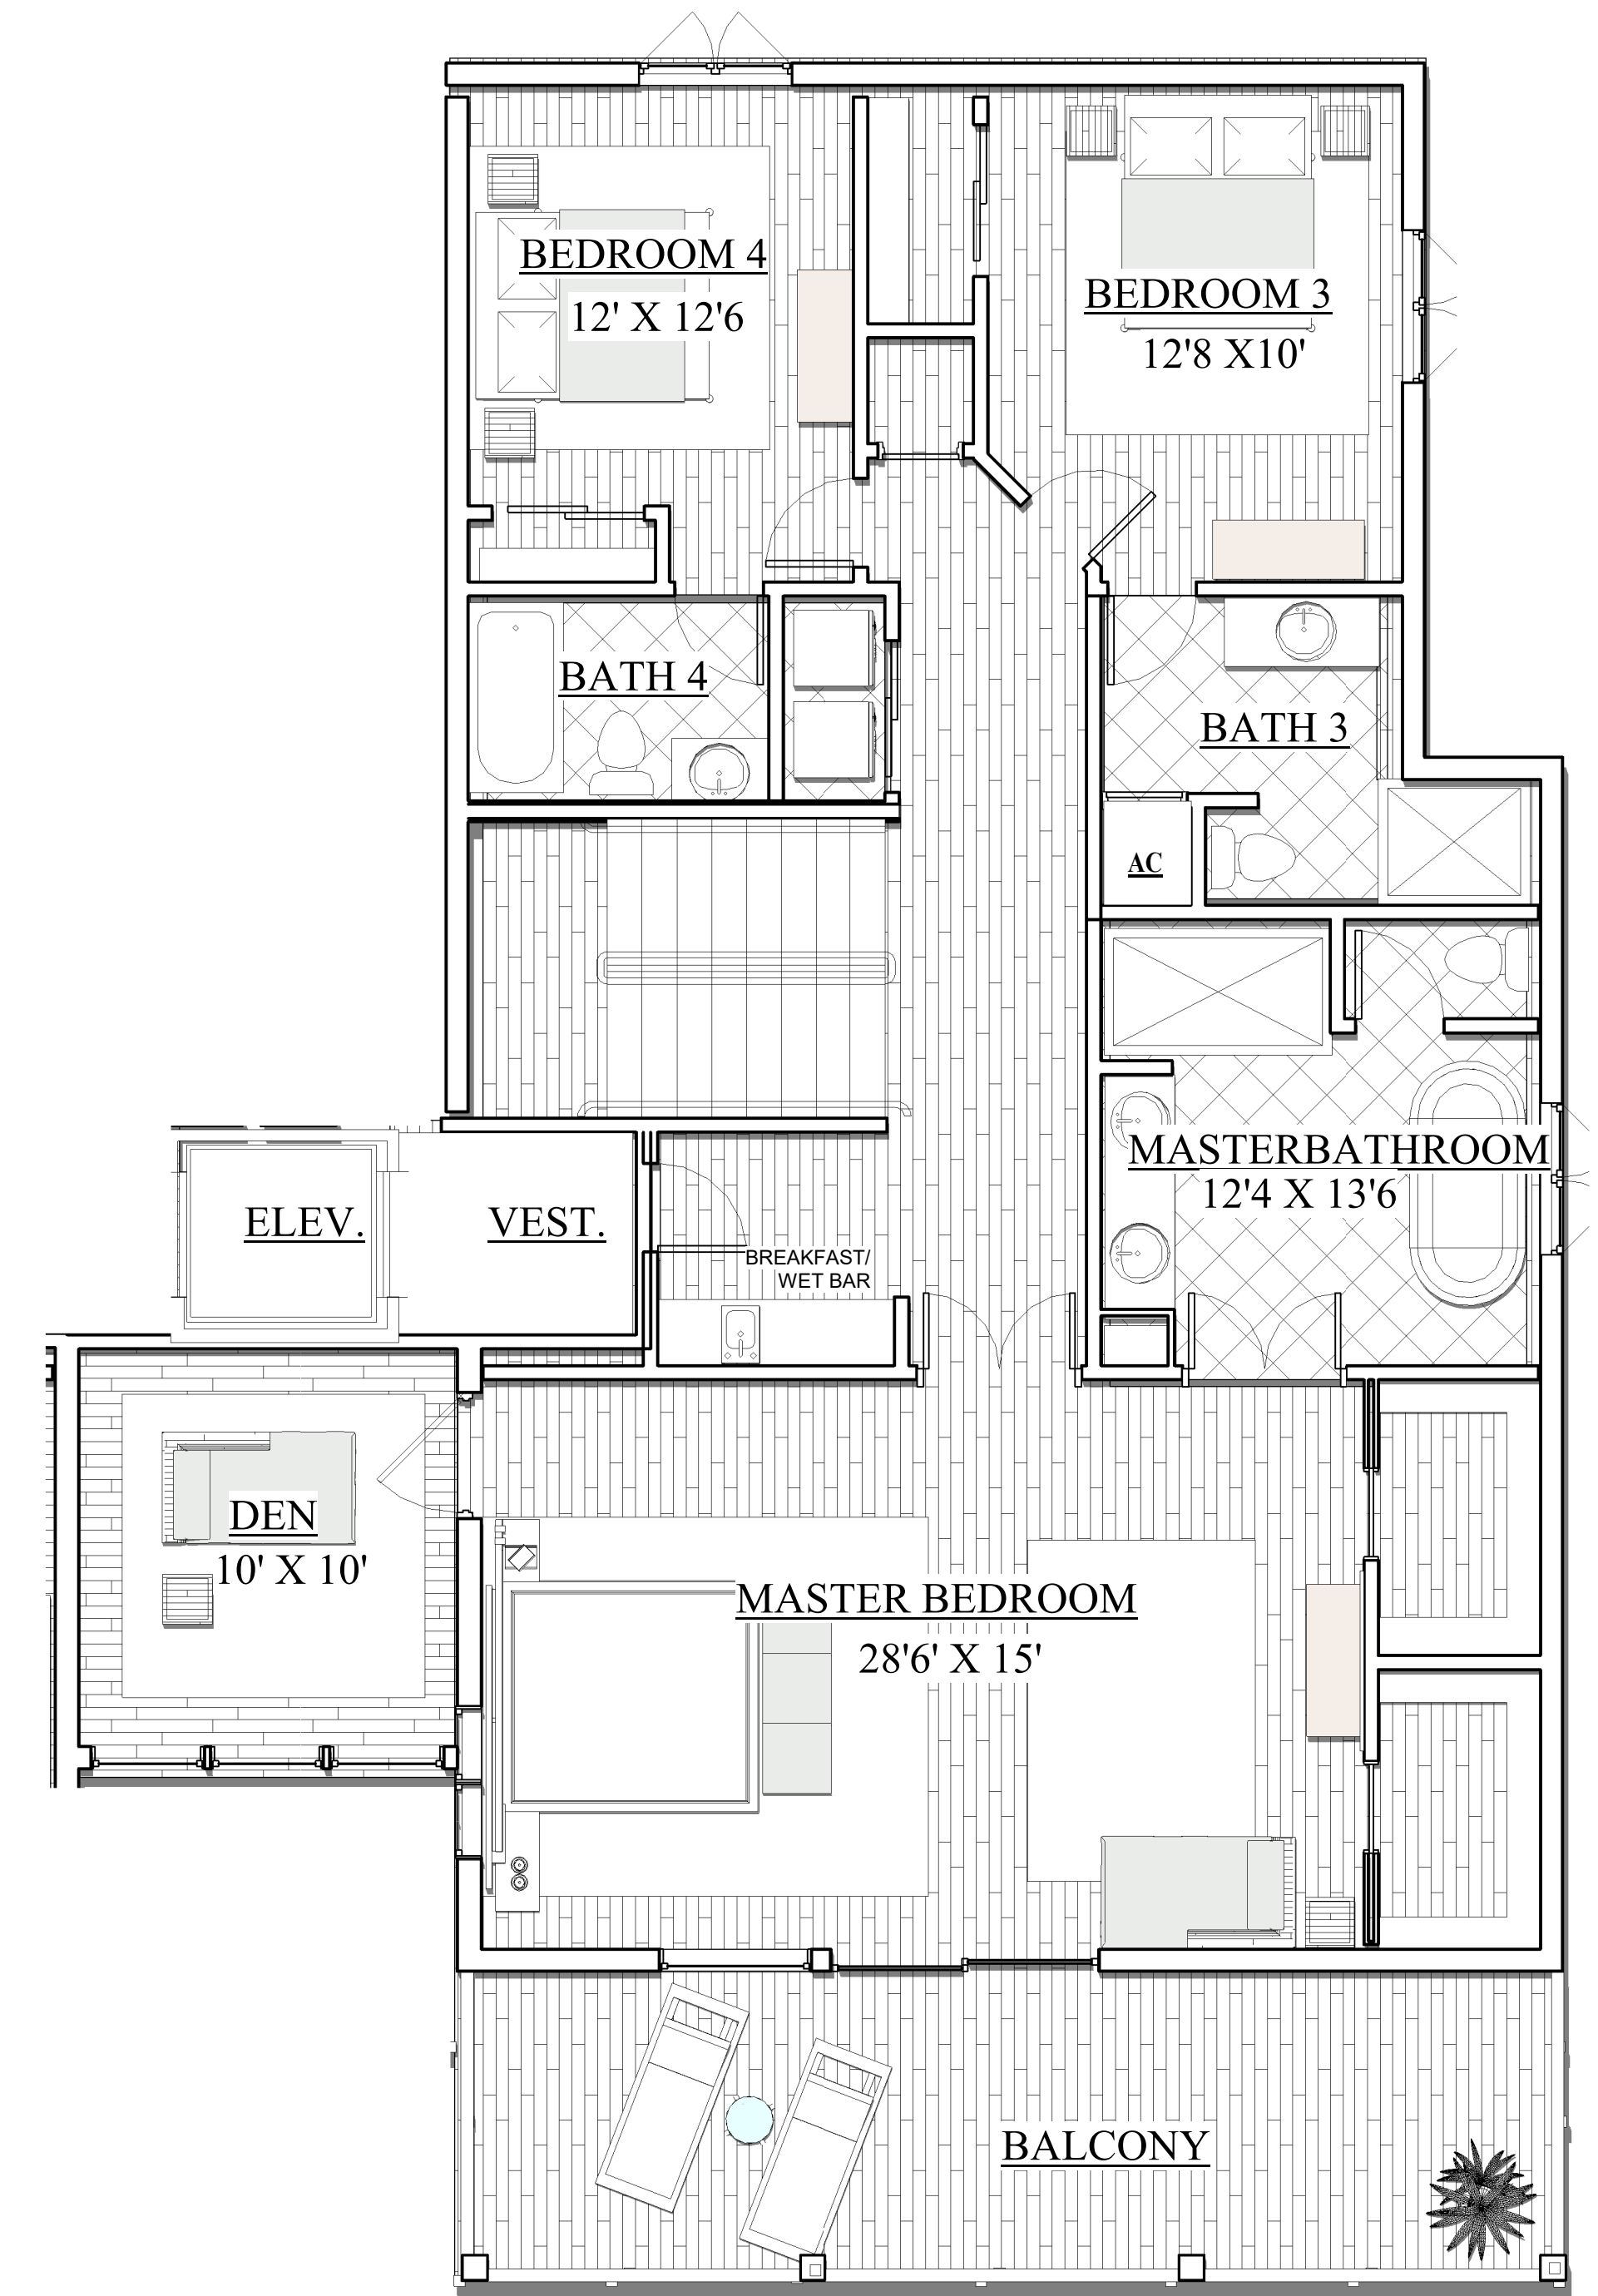 BEDROOM 4
12' X 12'6
BEDROOM 3
12'8 X10'
BATH 4
BATH 3
AC
MASTERBATHROOM
12'4 X 13'6
ELEV.
VEST.
BREAKFAST/
WET BAR
DEN
10' X 10'
MASTER BEDROOM
28'6' X 15'
BALCONY